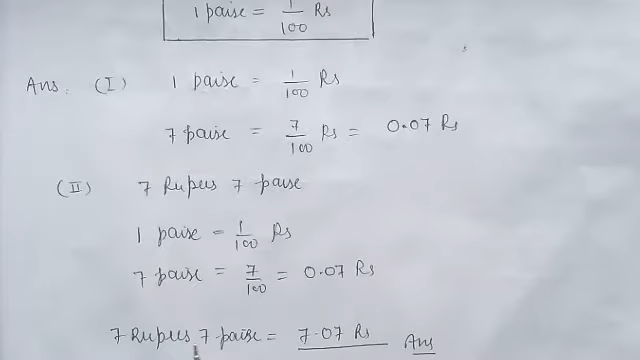 1 paise = 1/100 Rs
Ans. (I) 1 paise = 1/100 Rs
7 paise = 7/100 Rs = 0.07 Rs
(II) 7 Rupees 7 paise
1 paise = 1/100 Rs
7 paise = 7/100 = 0.07 Rs
7 Rupees 7 paise = 7.07 Rs Ans